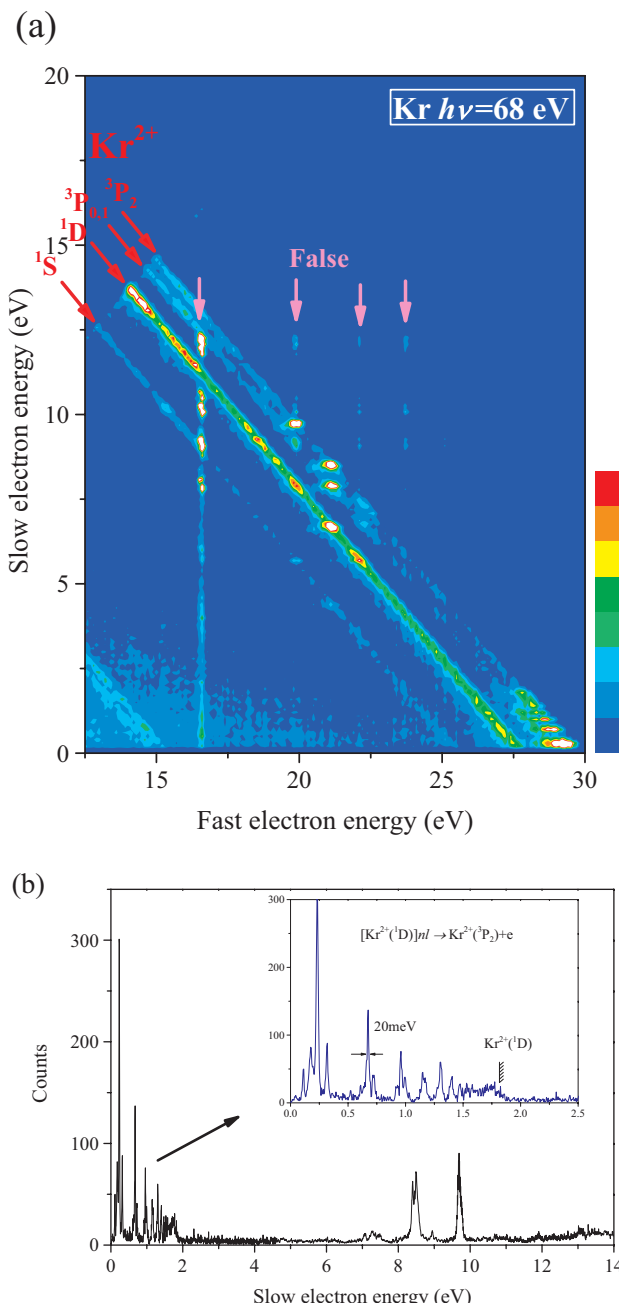 (a)
20
Kr hν=68 eV
Kr²⁺
³P₂
³P₀,₁
¹D
¹S
15
False
10
5
0
Slow electron energy (eV)
15 20 25 30
Fast electron energy (eV)
(b)
300
200
100
0
Counts
300
200
100
0
[Kr²⁺(¹D)]nl → Kr²⁺(³P₂)+e
20meV
Kr²⁺(¹D)
0.0 0.5 1.0 1.5 2.0 2.5
0 2 4 6 8 10 12 14
Slow electron energy (eV)